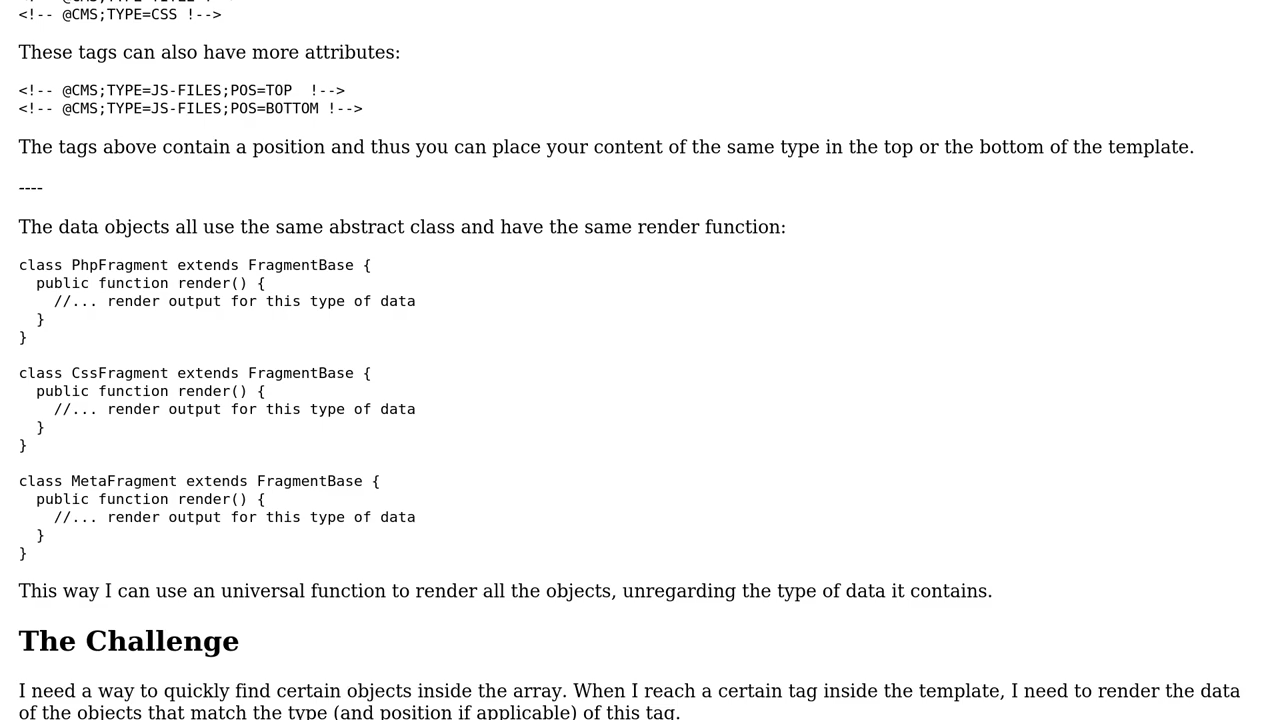 <!-- @CMS;TYPE=CSS !-->
These tags can also have more attributes:
<!-- @CMS;TYPE=JS-FILES;POS=TOP  !-->
<!-- @CMS;TYPE=JS-FILES;POS=BOTTOM !-->
The tags above contain a position and thus you can place your content of the same type in the top or the bottom of the template.
----
The data objects all use the same abstract class and have the same render function:
class PhpFragment extends FragmentBase {
  public function render() {
    //... render output for this type of data
  }
}
class CssFragment extends FragmentBase {
  public function render() {
    //... render output for this type of data
  }
}
class MetaFragment extends FragmentBase {
  public function render() {
    //... render output for this type of data
  }
}
This way I can use an universal function to render all the objects, unregarding the type of data it contains.
The Challenge
I need a way to quickly find certain objects inside the array. When I reach a certain tag inside the template, I need to render the data
of the objects that match the type (and position if applicable) of this tag.